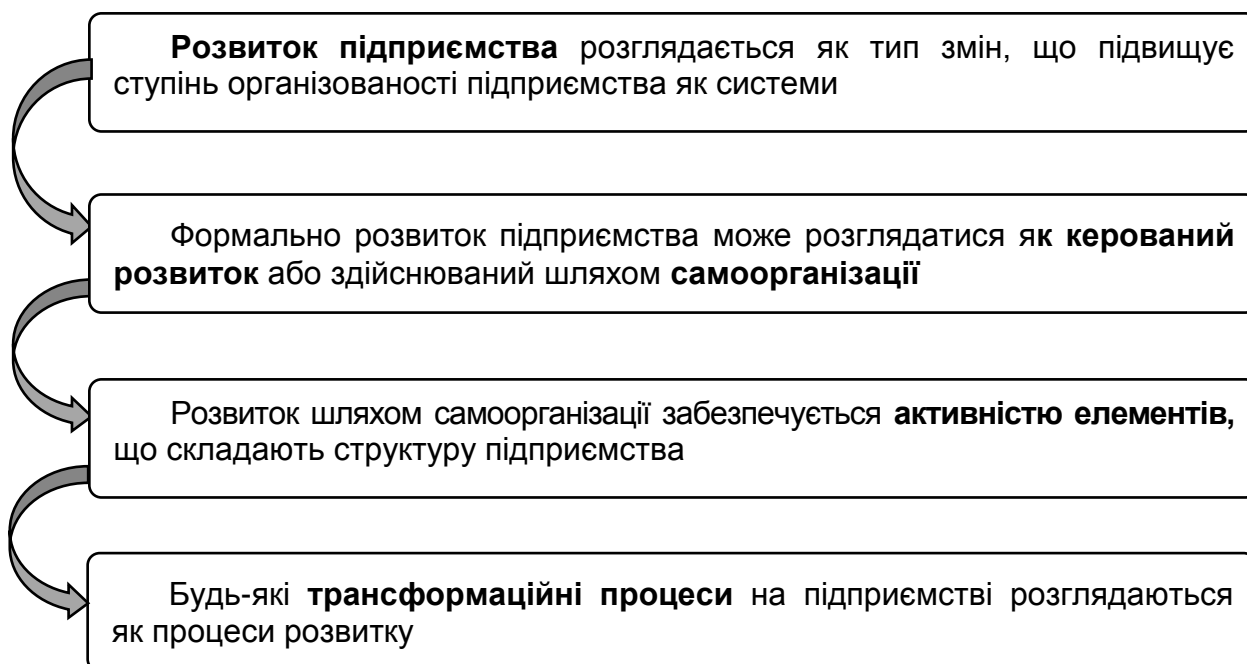 Розвиток підприємства розглядається як тип змін, що підвищує
ступінь організованості підприємства як системи
Формально розвиток підприємства може розглядатися як керований
розвиток або здійснюваний шляхом самоорганізації
Розвиток шляхом самоорганізації забезпечується активністю елементів,
що складають структуру підприємства
Будь-які трансформаційні процеси на підприємстві розглядаються
як процеси розвитку